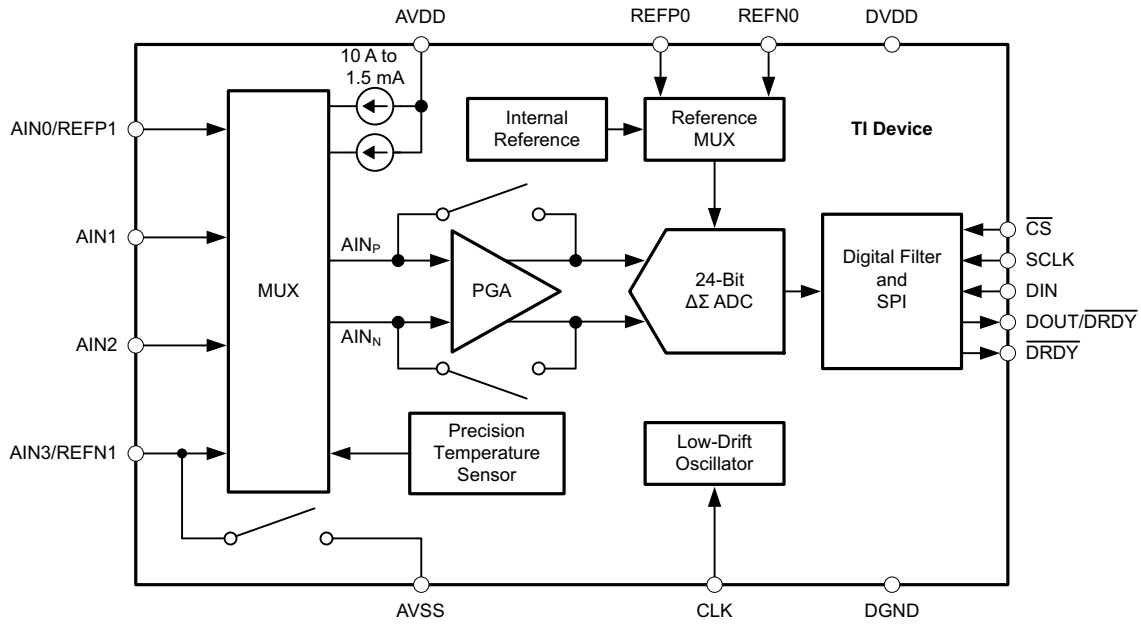 AVDD
REFP0
REFN0
DVDD
10 A to
1.5 mA
AIN0/REFP1
Internal
Reference
Reference
MUX
TI Device
AIN1
AIN2
AIN3/REFN1
MUX
AINP
AINN
PGA
24-Bit
ΔΣ ADC
Digital Filter
and
SPI
CS
SCLK
DIN
DOUT/DRDY
DRDY
Precision
Temperature
Sensor
Low-Drift
Oscillator
AVSS
CLK
DGND